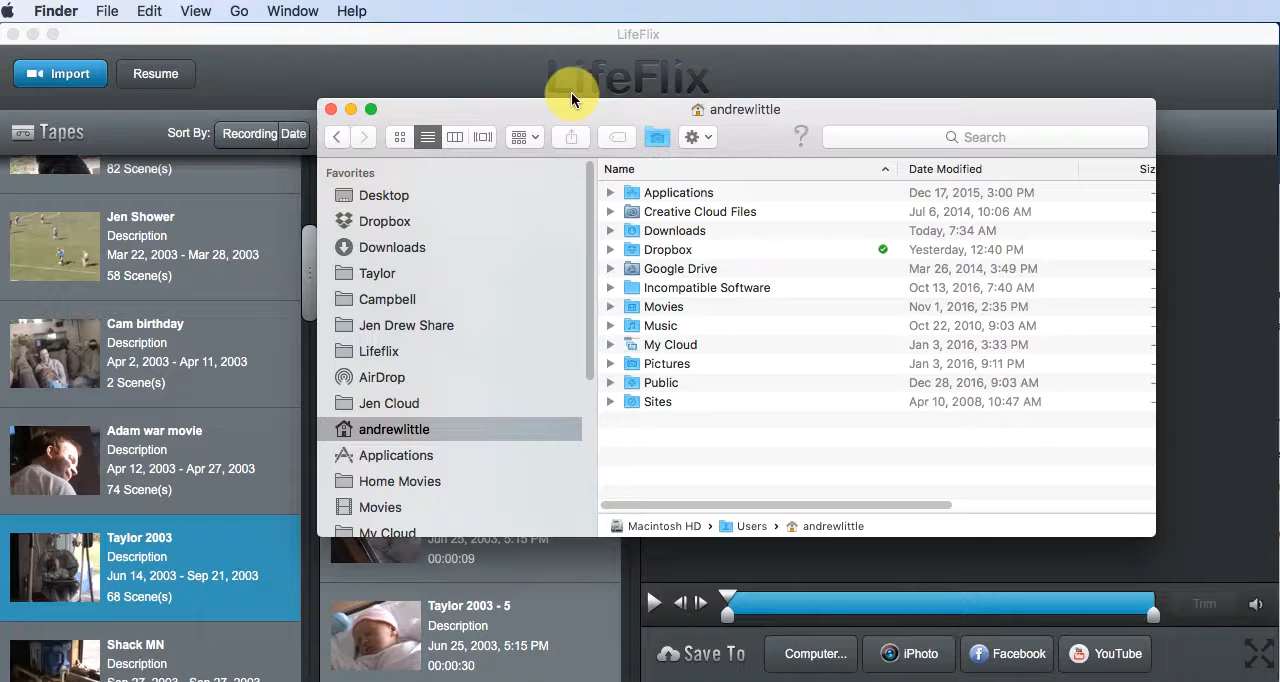 Finder File Edit View Go Window Help
LifeFlix
Import Resume LifeFlix
Tapes Sort By: Recording Date
82 Scene(s)
Jen Shower
Description
Mar 22, 2003 - Mar 28, 2003
58 Scene(s)
Cam birthday
Description
Apr 2, 2003 - Apr 11, 2003
2 Scene(s)
Adam war movie
Description
Apr 12, 2003 - Apr 27, 2003
74 Scene(s)
Taylor 2003
Description
Jun 14, 2003 - Sep 21, 2003
68 Scene(s)
Shack MN
Description
andrewlittle
Search
Favorites
Desktop
Dropbox
Downloads
Taylor
Campbell
Jen Drew Share
Lifeflix
AirDrop
Jen Cloud
andrewlittle
Applications
Home Movies
Movies
My Cloud
Name Date Modified Siz
Applications Dec 17, 2015, 3:00 PM
Creative Cloud Files Jul 6, 2014, 10:06 AM
Downloads Today, 7:34 AM
Dropbox Yesterday, 12:40 PM
Google Drive Mar 26, 2014, 3:49 PM
Incompatible Software Oct 13, 2016, 7:40 AM
Movies Nov 1, 2016, 2:35 PM
Music Oct 22, 2010, 9:03 AM
My Cloud Jan 3, 2016, 3:33 PM
Pictures Jan 3, 2016, 9:11 PM
Public Dec 28, 2016, 9:03 AM
Sites Apr 10, 2008, 10:47 AM
Macintosh HD › Users › andrewlittle
Jun 25, 2003, 5:15 PM
00:00:09
Taylor 2003 - 5
Description
Jun 25, 2003, 5:15 PM
00:00:30
Trim
Save To Computer... iPhoto Facebook YouTube